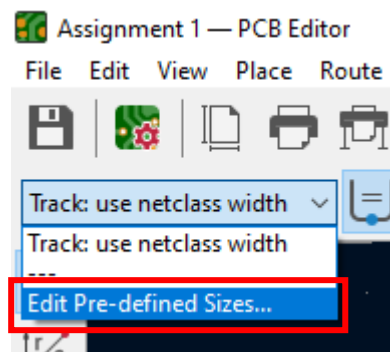 Assignment 1 — PCB Editor
File Edit View Place Route
Track: use netclass width
Track: use netclass width
---
Edit Pre-defined Sizes...